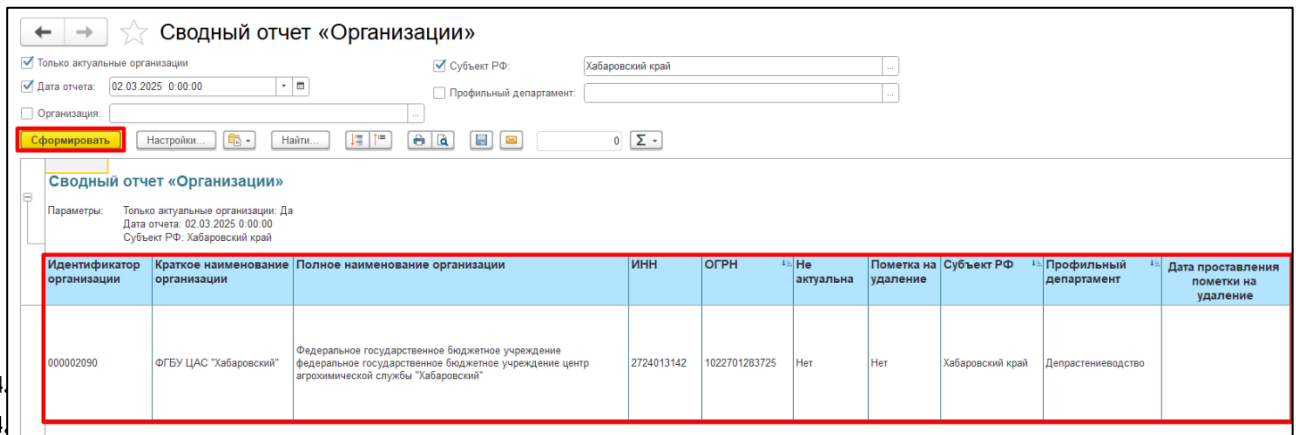 Сводный отчет «Организации»
Только актуальные организации
Субъект РФ: Хабаровский край ...
Дата отчета: 02.03.2025 0:00:00
Профильный департамент: ...
Организация: ...
Сформировать Настройки... Найти... 0 Σ
Сводный отчет «Организации»
Параметры: Только актуальные организации: Да
Дата отчета: 02.03.2025 0:00:00
Субъект РФ: Хабаровский край
Идентификатор организации Краткое наименование организации Полное наименование организации ИНН ОГРН Не актуальна Пометка на удаление Субъект РФ Профильный департамент Дата проставления пометки на удаление
000002090 ФГБУ ЦАС "Хабаровский" Федеральное государственное бюджетное учреждение федеральное государственное бюджетное учреждение центр агрохимической службы "Хабаровский" 2724013142 1022701283725 Нет Нет Хабаровский край Депрастениеводство